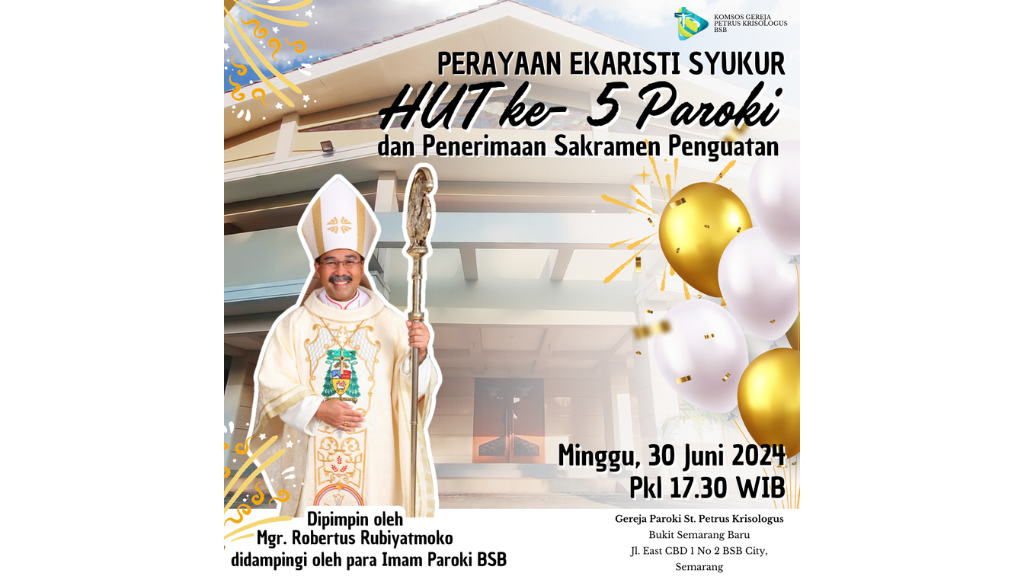 KOMSOS GEREJA
PETRUS KRISOLOGUS
BSB
PERAYAAN EKARISTI SYUKUR
HUT ke- 5 Paroki
dan Penerimaan Sakramen Penguatan
Minggu, 30 Juni 2024
Pkl 17.30 WIB
Dipimpin oleh
Mgr. Robertus Rubiyatmoko
didampingi oleh para Imam Paroki BSB
Gereja Paroki St. Petrus Krisologus
Bukit Semarang Baru
Jl. East CBD 1 No 2 BSB City,
Semarang